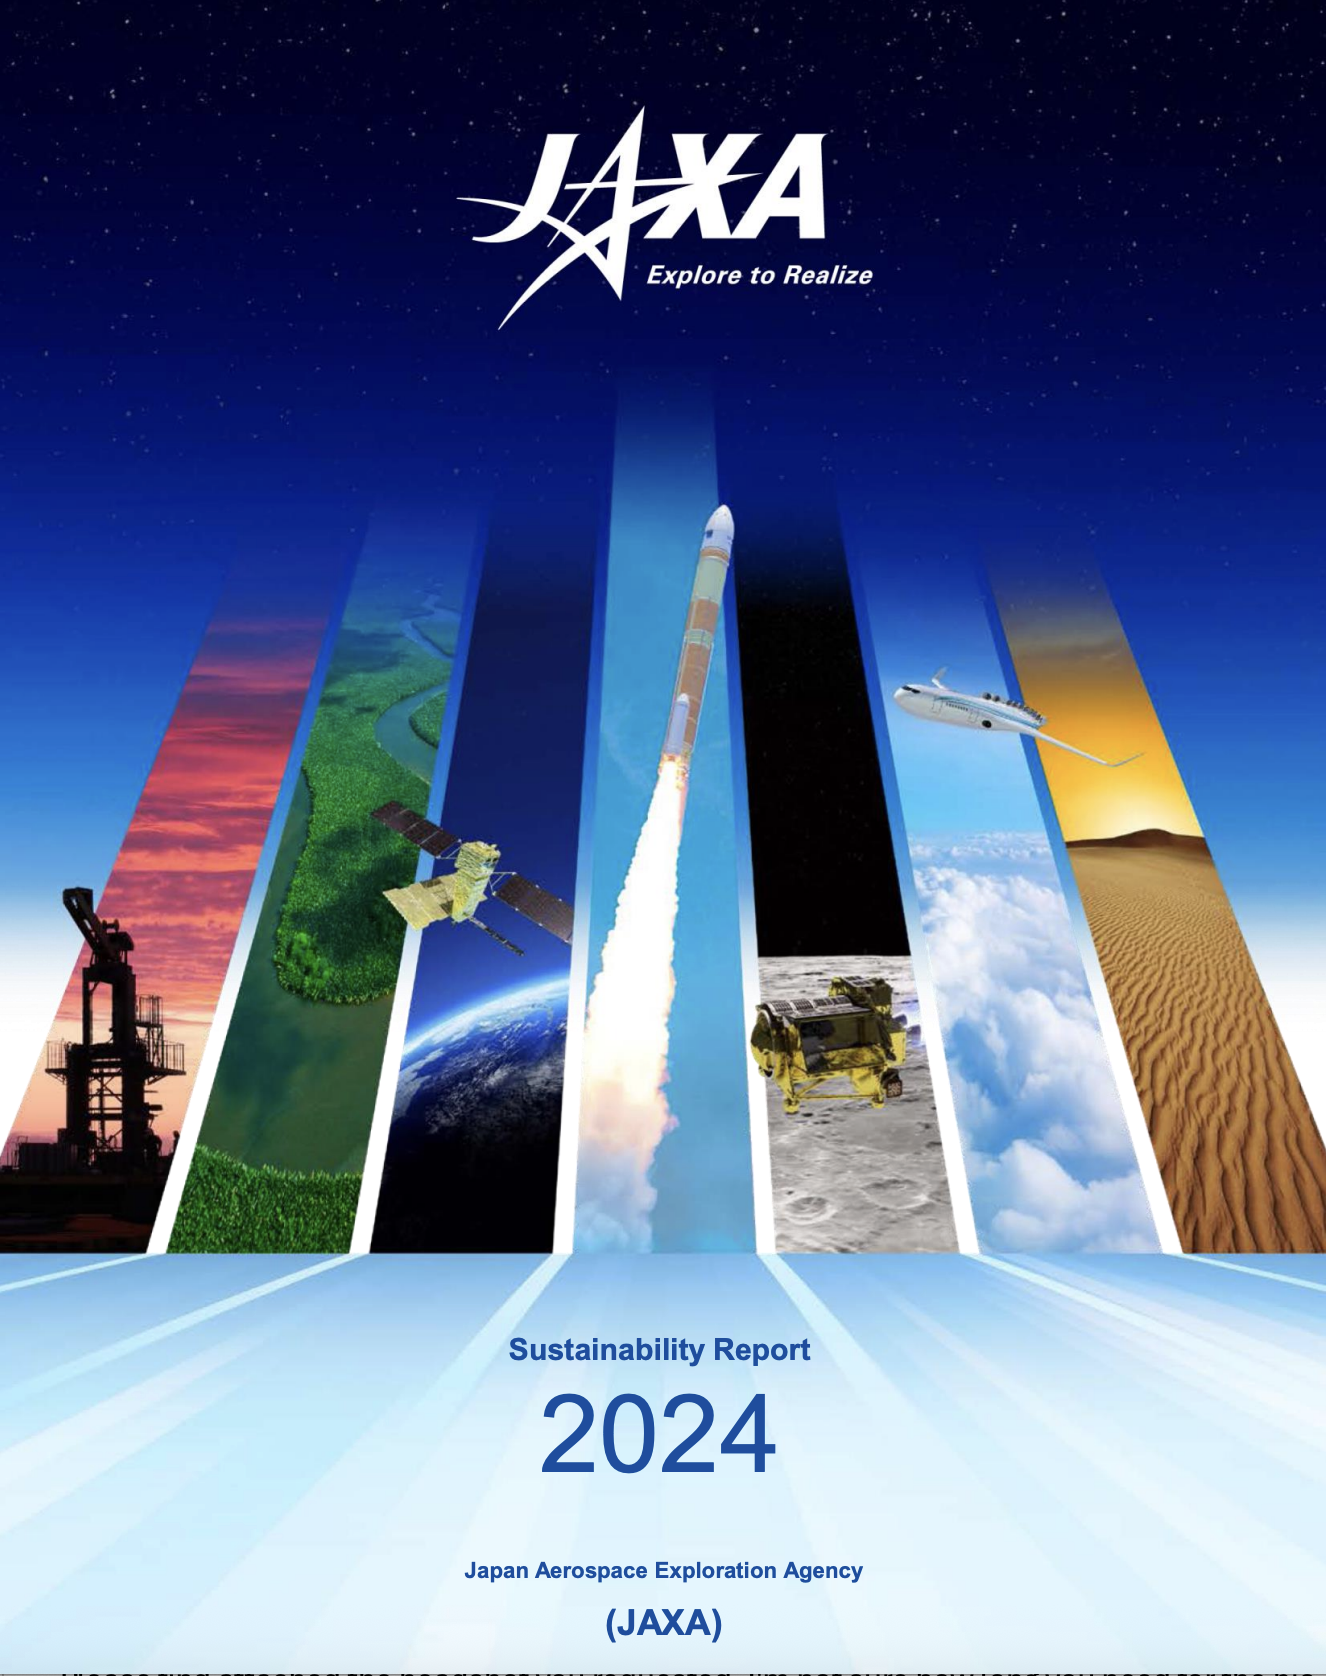 JAXA
Explore to Realize
Sustainability Report
2024
Japan Aerospace Exploration Agency
(JAXA)